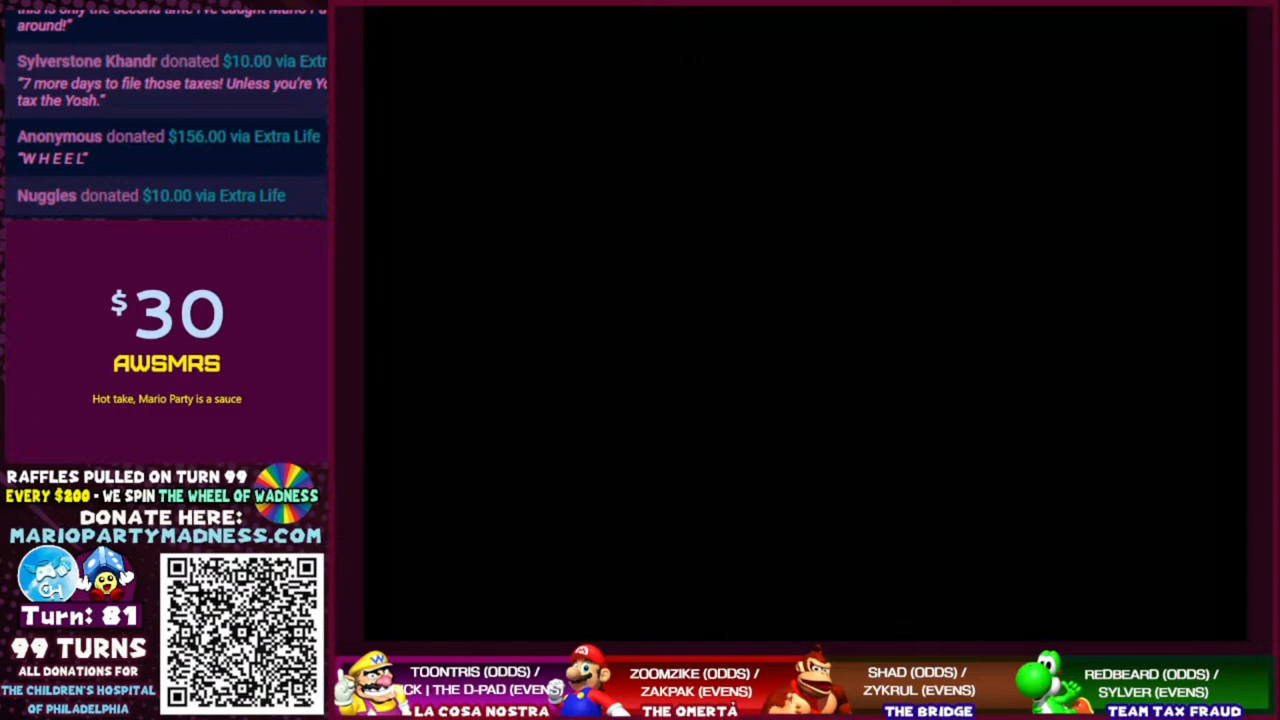 around!"
Sylverstone Khandr donated $10.00 via Extr
"7 more days to file those taxes! Unless you're Yo
tax the Yosh."
Anonymous donated $156.00 via Extra Life
"W H E E L"
Nuggles donated $10.00 via Extra Life
$30
AWSMRS
Hot take, Mario Party is a sauce
RAFFLES PULLED ON TURN 99
EVERY $200 - WE SPIN THE WHEEL OF WADNESS
DONATE HERE:
MARIOPARTYMADNESS.COM
GH
Turn: 81
99 TURNS
ALL DONATIONS FOR
THE CHILDREN'S HOSPITAL
OF PHILADELPHIA
TOONTRIS (ODDS) /
CK | THE D-PAD (EVENS)
LA COSA NOSTRA
ZOOMZIKE (ODDS) /
ZAKPAK (EVENS)
THE OMERTÀ
SHAD (ODDS) /
ZYKRUL (EVENS)
THE BRIDGE
REDBEARD (ODDS) /
SYLVER (EVENS)
TEAM TAX FRAUD